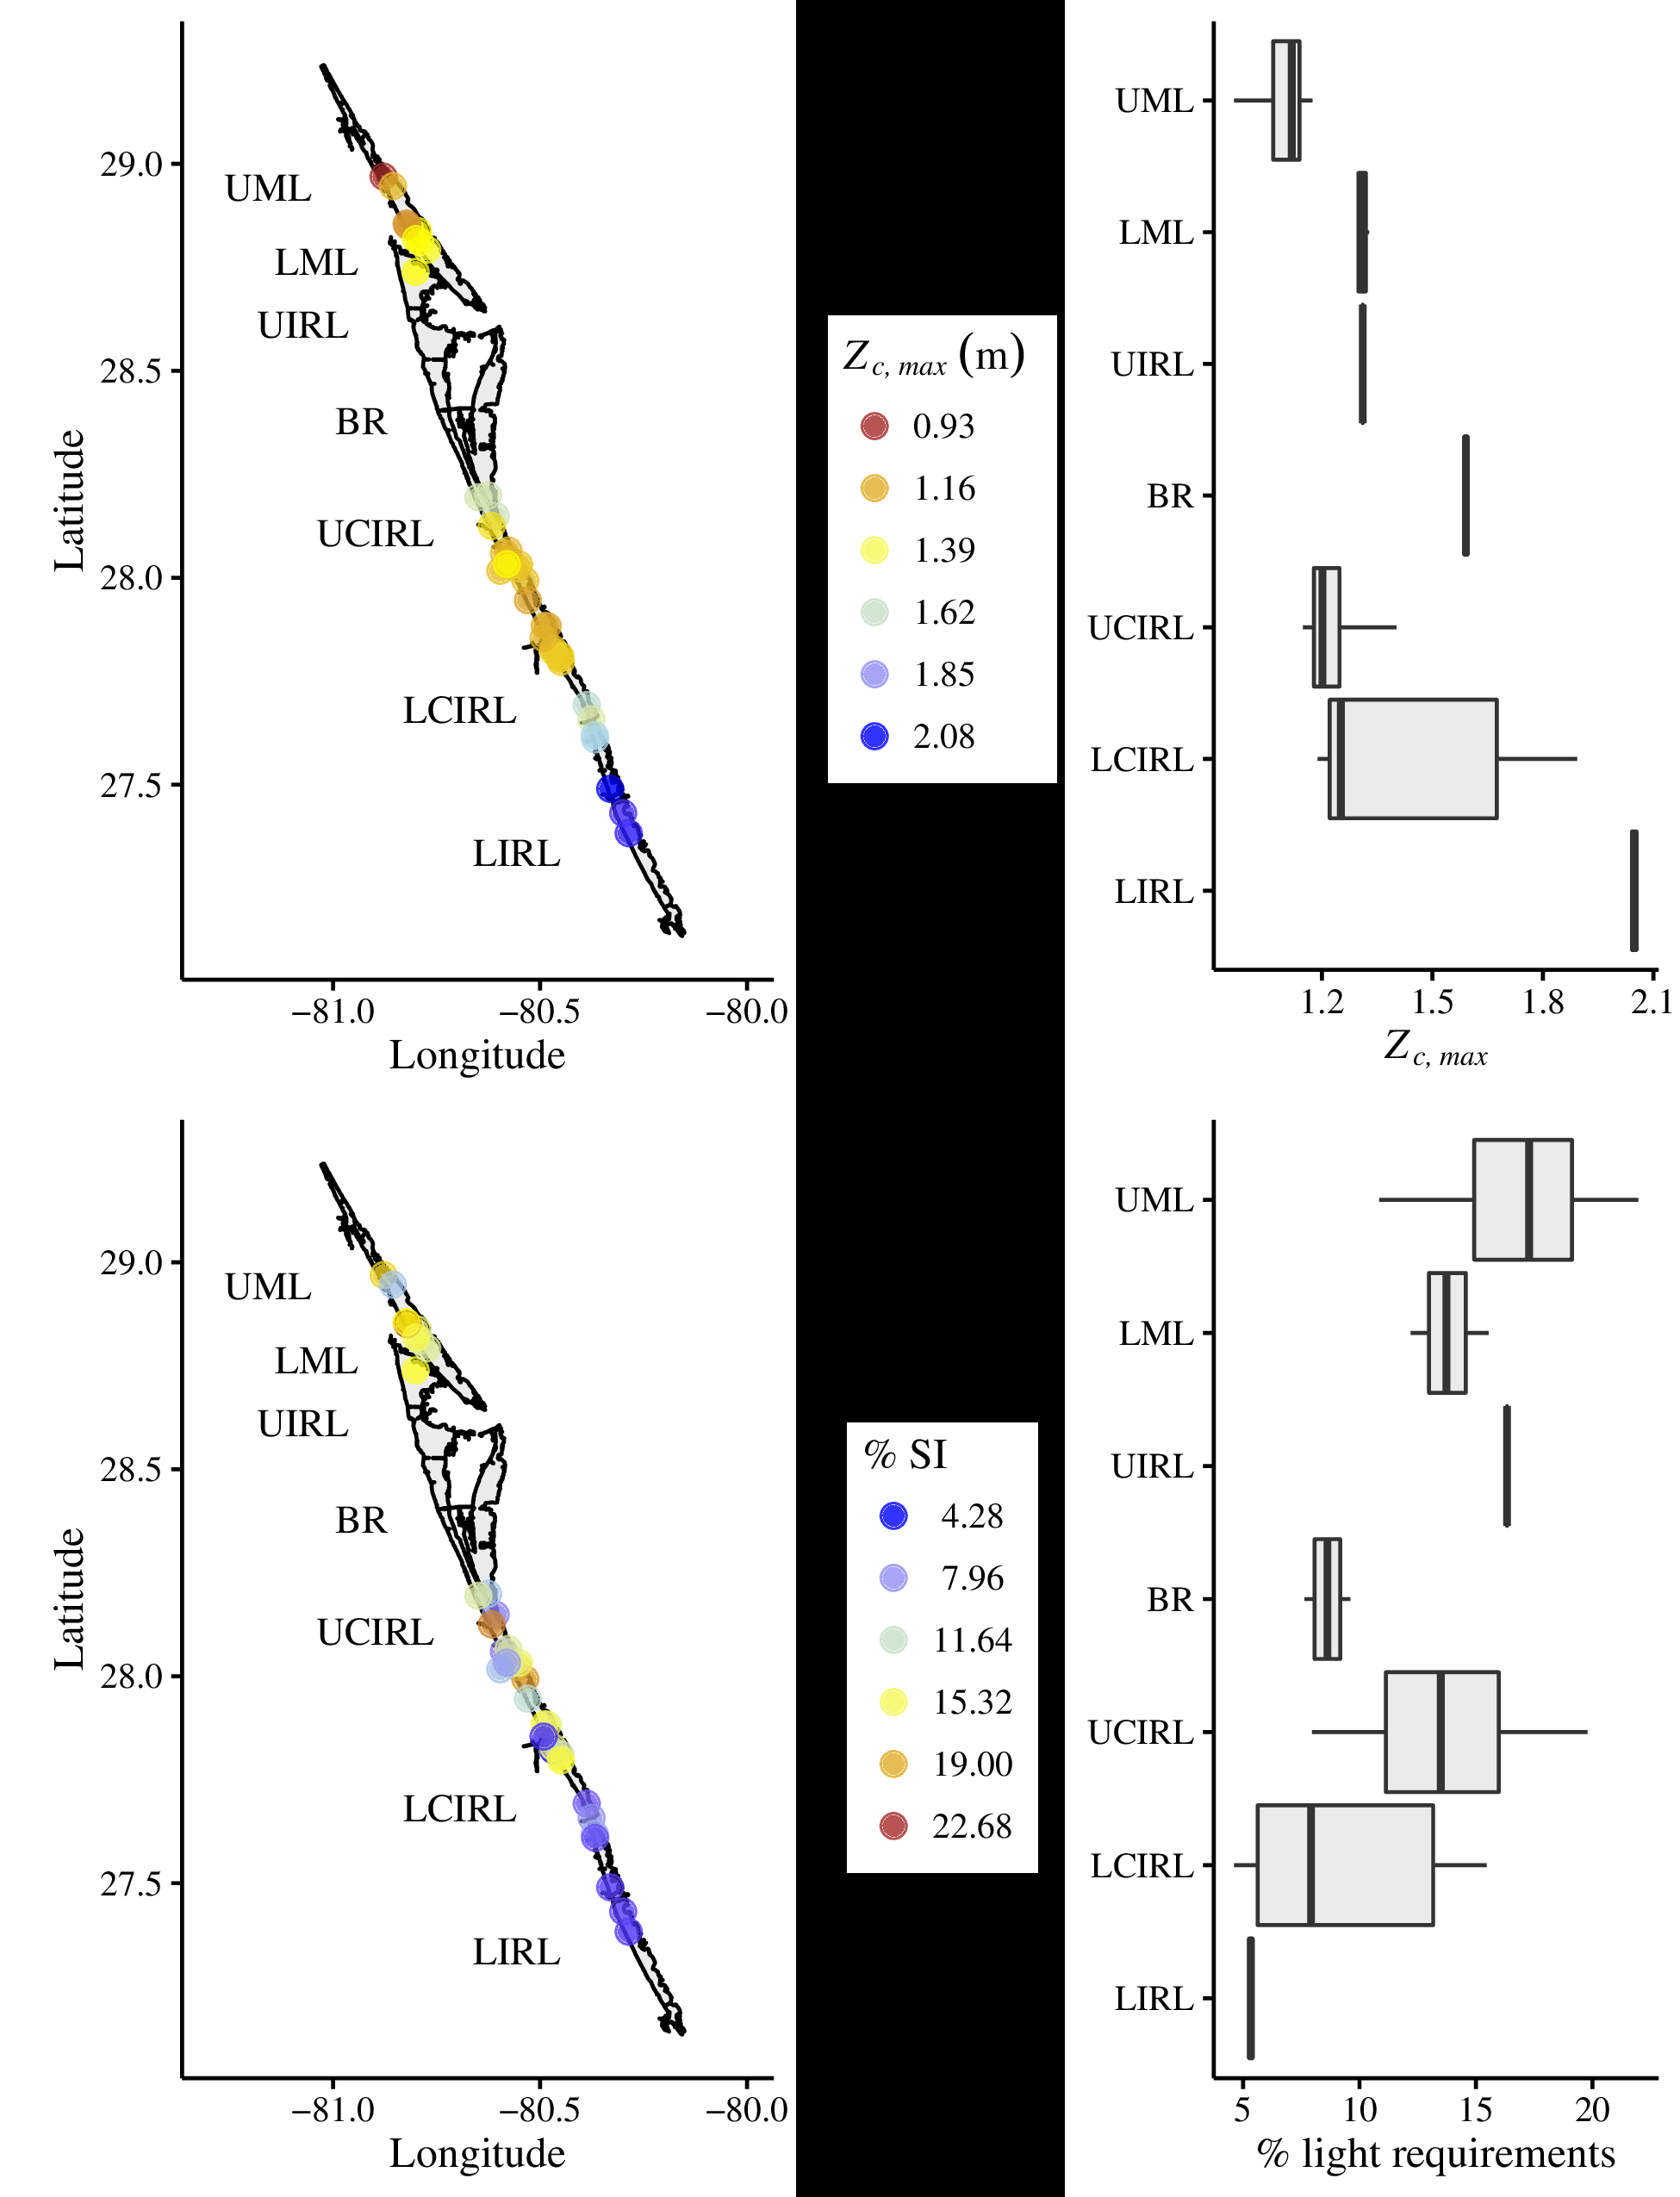 29.0
28.5
28.0
27.5
Latitude
UML
LML
UIRL
BR
UCIRL
LCIRL
LIRL
−81.0 −80.5 −80.0
Longitude
Zc, max (m)
0.93
1.16
1.39
1.62
1.85
2.08
UML
LML
UIRL
BR
UCIRL
LCIRL
LIRL
1.2 1.5 1.8 2.1
Zc, max
29.0
28.5
28.0
27.5
Latitude
UML
LML
UIRL
BR
UCIRL
LCIRL
LIRL
−81.0 −80.5 −80.0
Longitude
% SI
4.28
7.96
11.64
15.32
19.00
22.68
UML
LML
UIRL
BR
UCIRL
LCIRL
LIRL
5 10 15 20
% light requirements